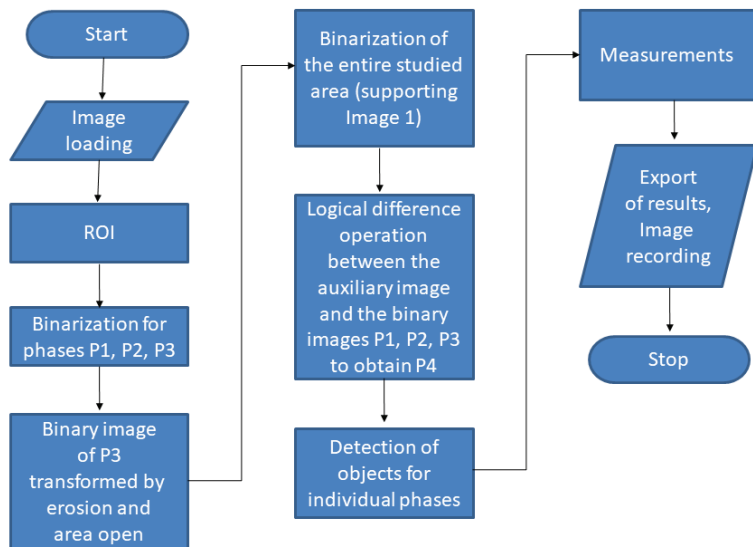 Start
Image
loading
ROI
Binarization for
phases P1, P2, P3
Binary image
of P3
transformed by
erosion and
area open
Binarization of
the entire studied
area (supporting
Image 1)
Logical difference
operation
between the
auxiliary image
and the binary
images P1, P2, P3
to obtain P4
Detection of
objects for
individual phases
Measurements
Export
of results,
Image
recording
Stop